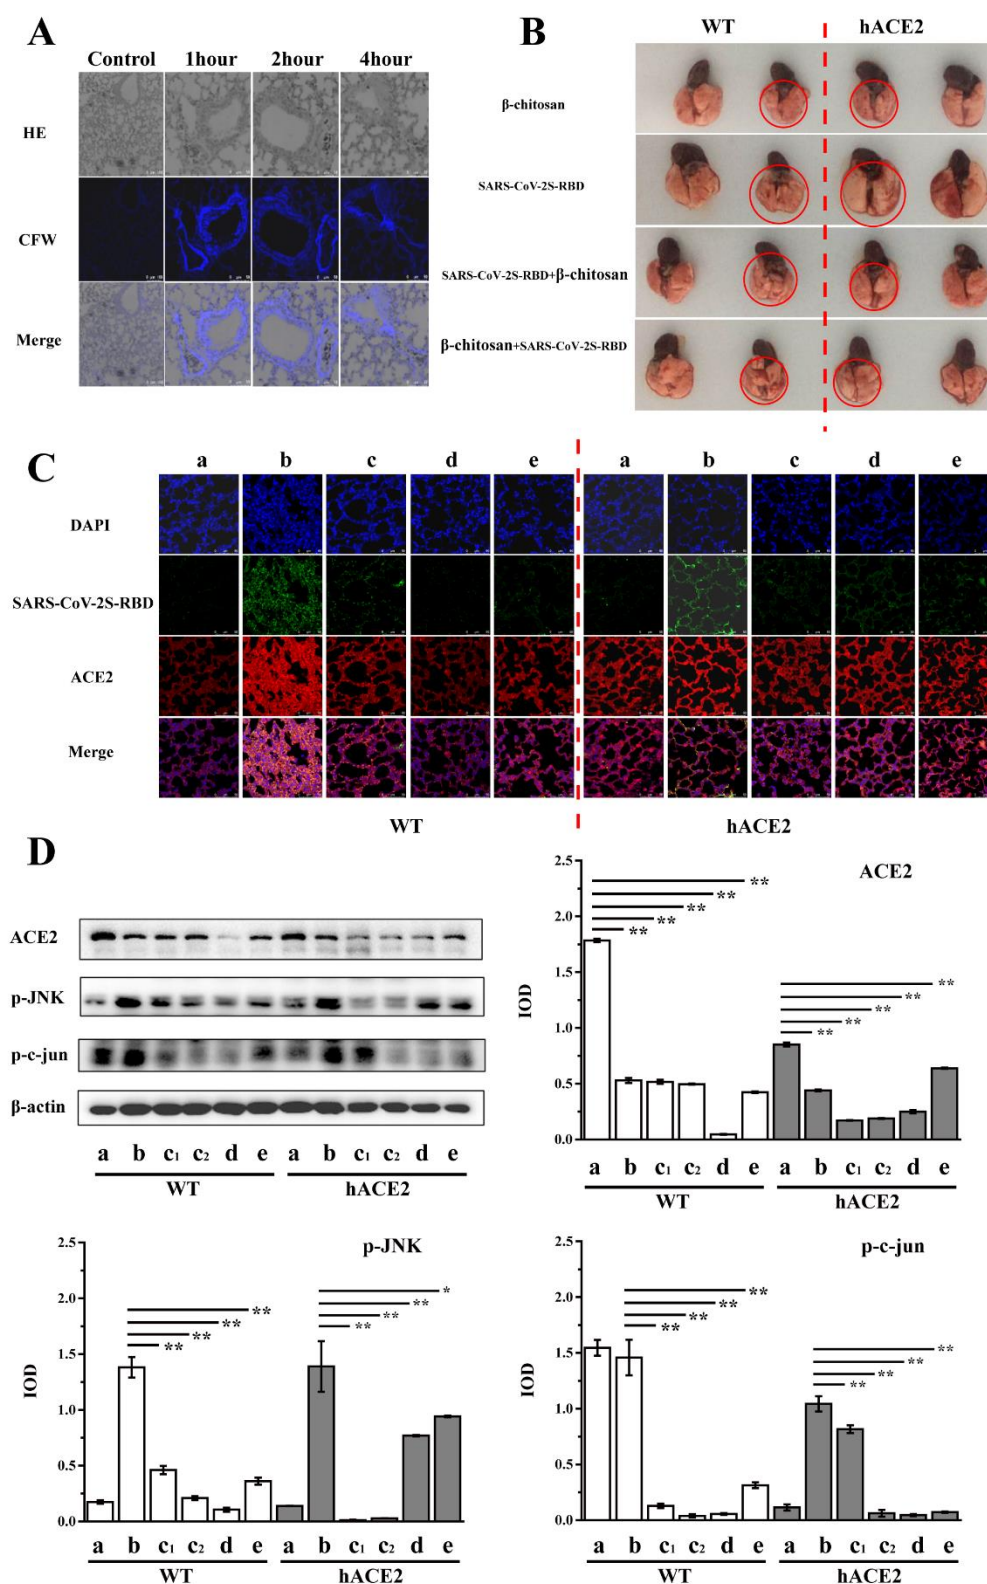 A
Control 1hour 2hour 4hour
HE
CFW
Merge
B
WT hACE2
β-chitosan
SARS-CoV-2S-RBD
SARS-CoV-2S-RBD+β-chitosan
β-chitosan+SARS-CoV-2S-RBD
C
a b c d e a b c d e
DAPI
SARS-CoV-2S-RBD
ACE2
Merge
WT hACE2
D
ACE2
p-JNK
p-c-jun
β-actin
a b c1 c2 d e a b c1 c2 d e
WT hACE2
ACE2
IOD
2.5
2.0
1.5
1.0
0.5
0.0
** ** ** ** **
** ** ** ** **
a b c1 c2 d e a b c1 c2 d e
WT hACE2
p-JNK
IOD
2.5
2.0
1.5
1.0
0.5
0.0
** ** ** **
* ** ** **
a b c1 c2 d e a b c1 c2 d e
WT hACE2
p-c-jun
IOD
2.5
2.0
1.5
1.0
0.5
0.0
** ** ** **
** ** ** **
a b c1 c2 d e a b c1 c2 d e
WT hACE2